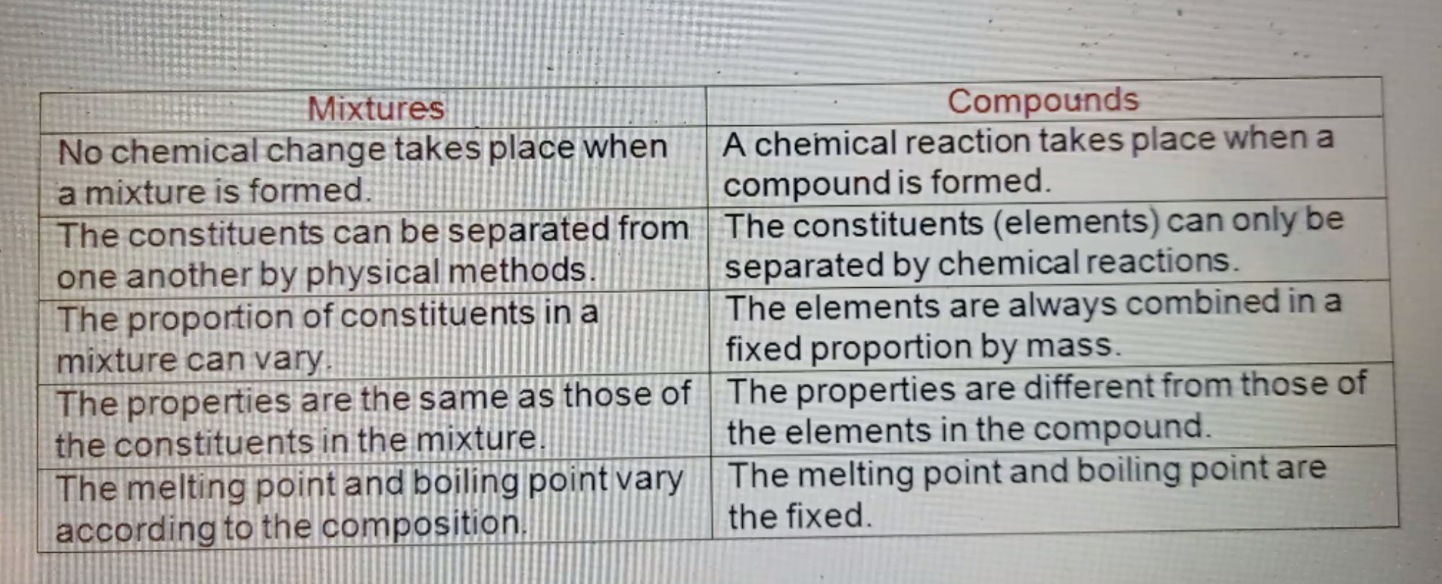 Mixtures
Compounds
No chemical change takes place when
a mixture is formed.
A chemical reaction takes place when a
compound is formed.
The constituents can be separated from
one another by physical methods.
The constituents (elements) can only be
separated by chemical reactions.
The proportion of constituents in a
mixture can vary.
The elements are always combined in a
fixed proportion by mass.
The properties are the same as those of
the constituents in the mixture.
The properties are different from those of
the elements in the compound.
The melting point and boiling point vary
according to the composition.
The melting point and boiling point are
the fixed.